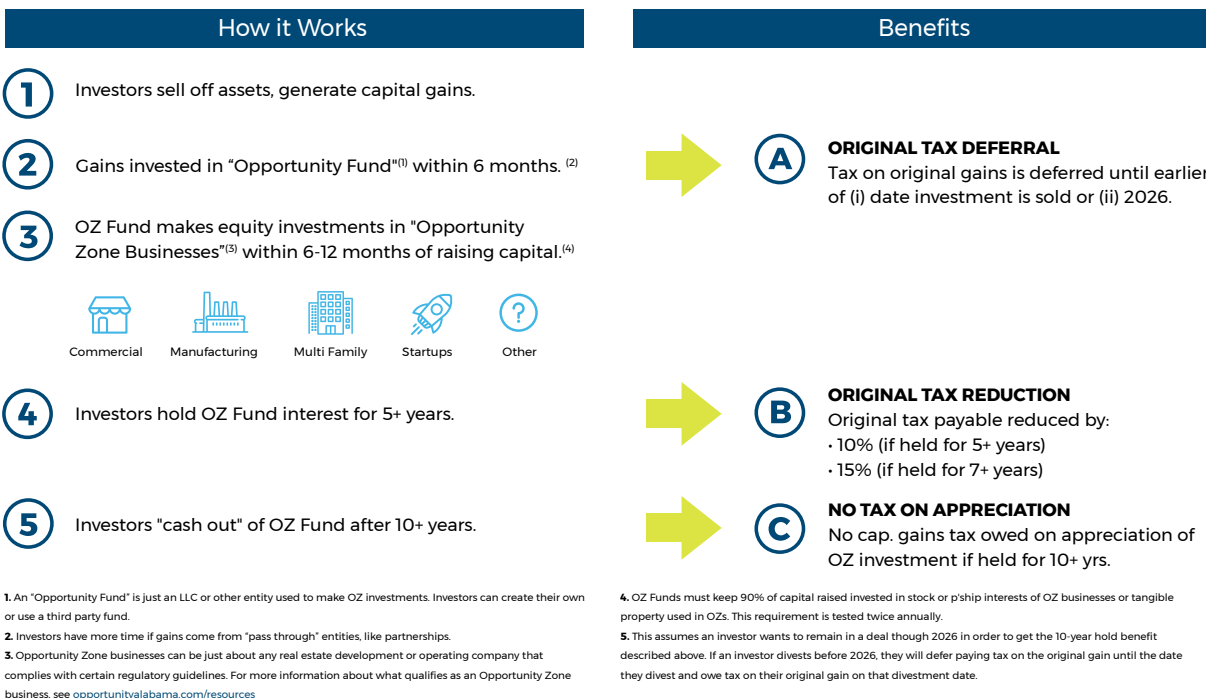 How it Works
1 Investors sell off assets, generate capital gains.
2 Gains invested in “Opportunity Fund"(1) within 6 months. (2)
3 OZ Fund makes equity investments in "Opportunity
Zone Businesses”(3) within 6-12 months of raising capital.(4)
Commercial Manufacturing Multi Family Startups ? Other
4 Investors hold OZ Fund interest for 5+ years.
5 Investors "cash out" of OZ Fund after 10+ years.
1. An “Opportunity Fund” is just an LLC or other entity used to make OZ investments. Investors can create their own
or use a third party fund.
2. Investors have more time if gains come from “pass through” entities, like partnerships.
3. Opportunity Zone businesses can be just about any real estate development or operating company that
complies with certain regulatory guidelines. For more information about what qualifies as an Opportunity Zone
business, see opportunityalabama.com/resources
Benefits
A ORIGINAL TAX DEFERRAL
Tax on original gains is deferred until earlier
of (i) date investment is sold or (ii) 2026.
B ORIGINAL TAX REDUCTION
Original tax payable reduced by:
• 10% (if held for 5+ years)
• 15% (if held for 7+ years)
C NO TAX ON APPRECIATION
No cap. gains tax owed on appreciation of
OZ investment if held for 10+ yrs.
4. OZ Funds must keep 90% of capital raised invested in stock or p'ship interests of OZ businesses or tangible
property used in OZs. This requirement is tested twice annually.
5. This assumes an investor wants to remain in a deal though 2026 in order to get the 10-year hold benefit
described above. If an investor divests before 2026, they will defer paying tax on the original gain until the date
they divest and owe tax on their original gain on that divestment date.